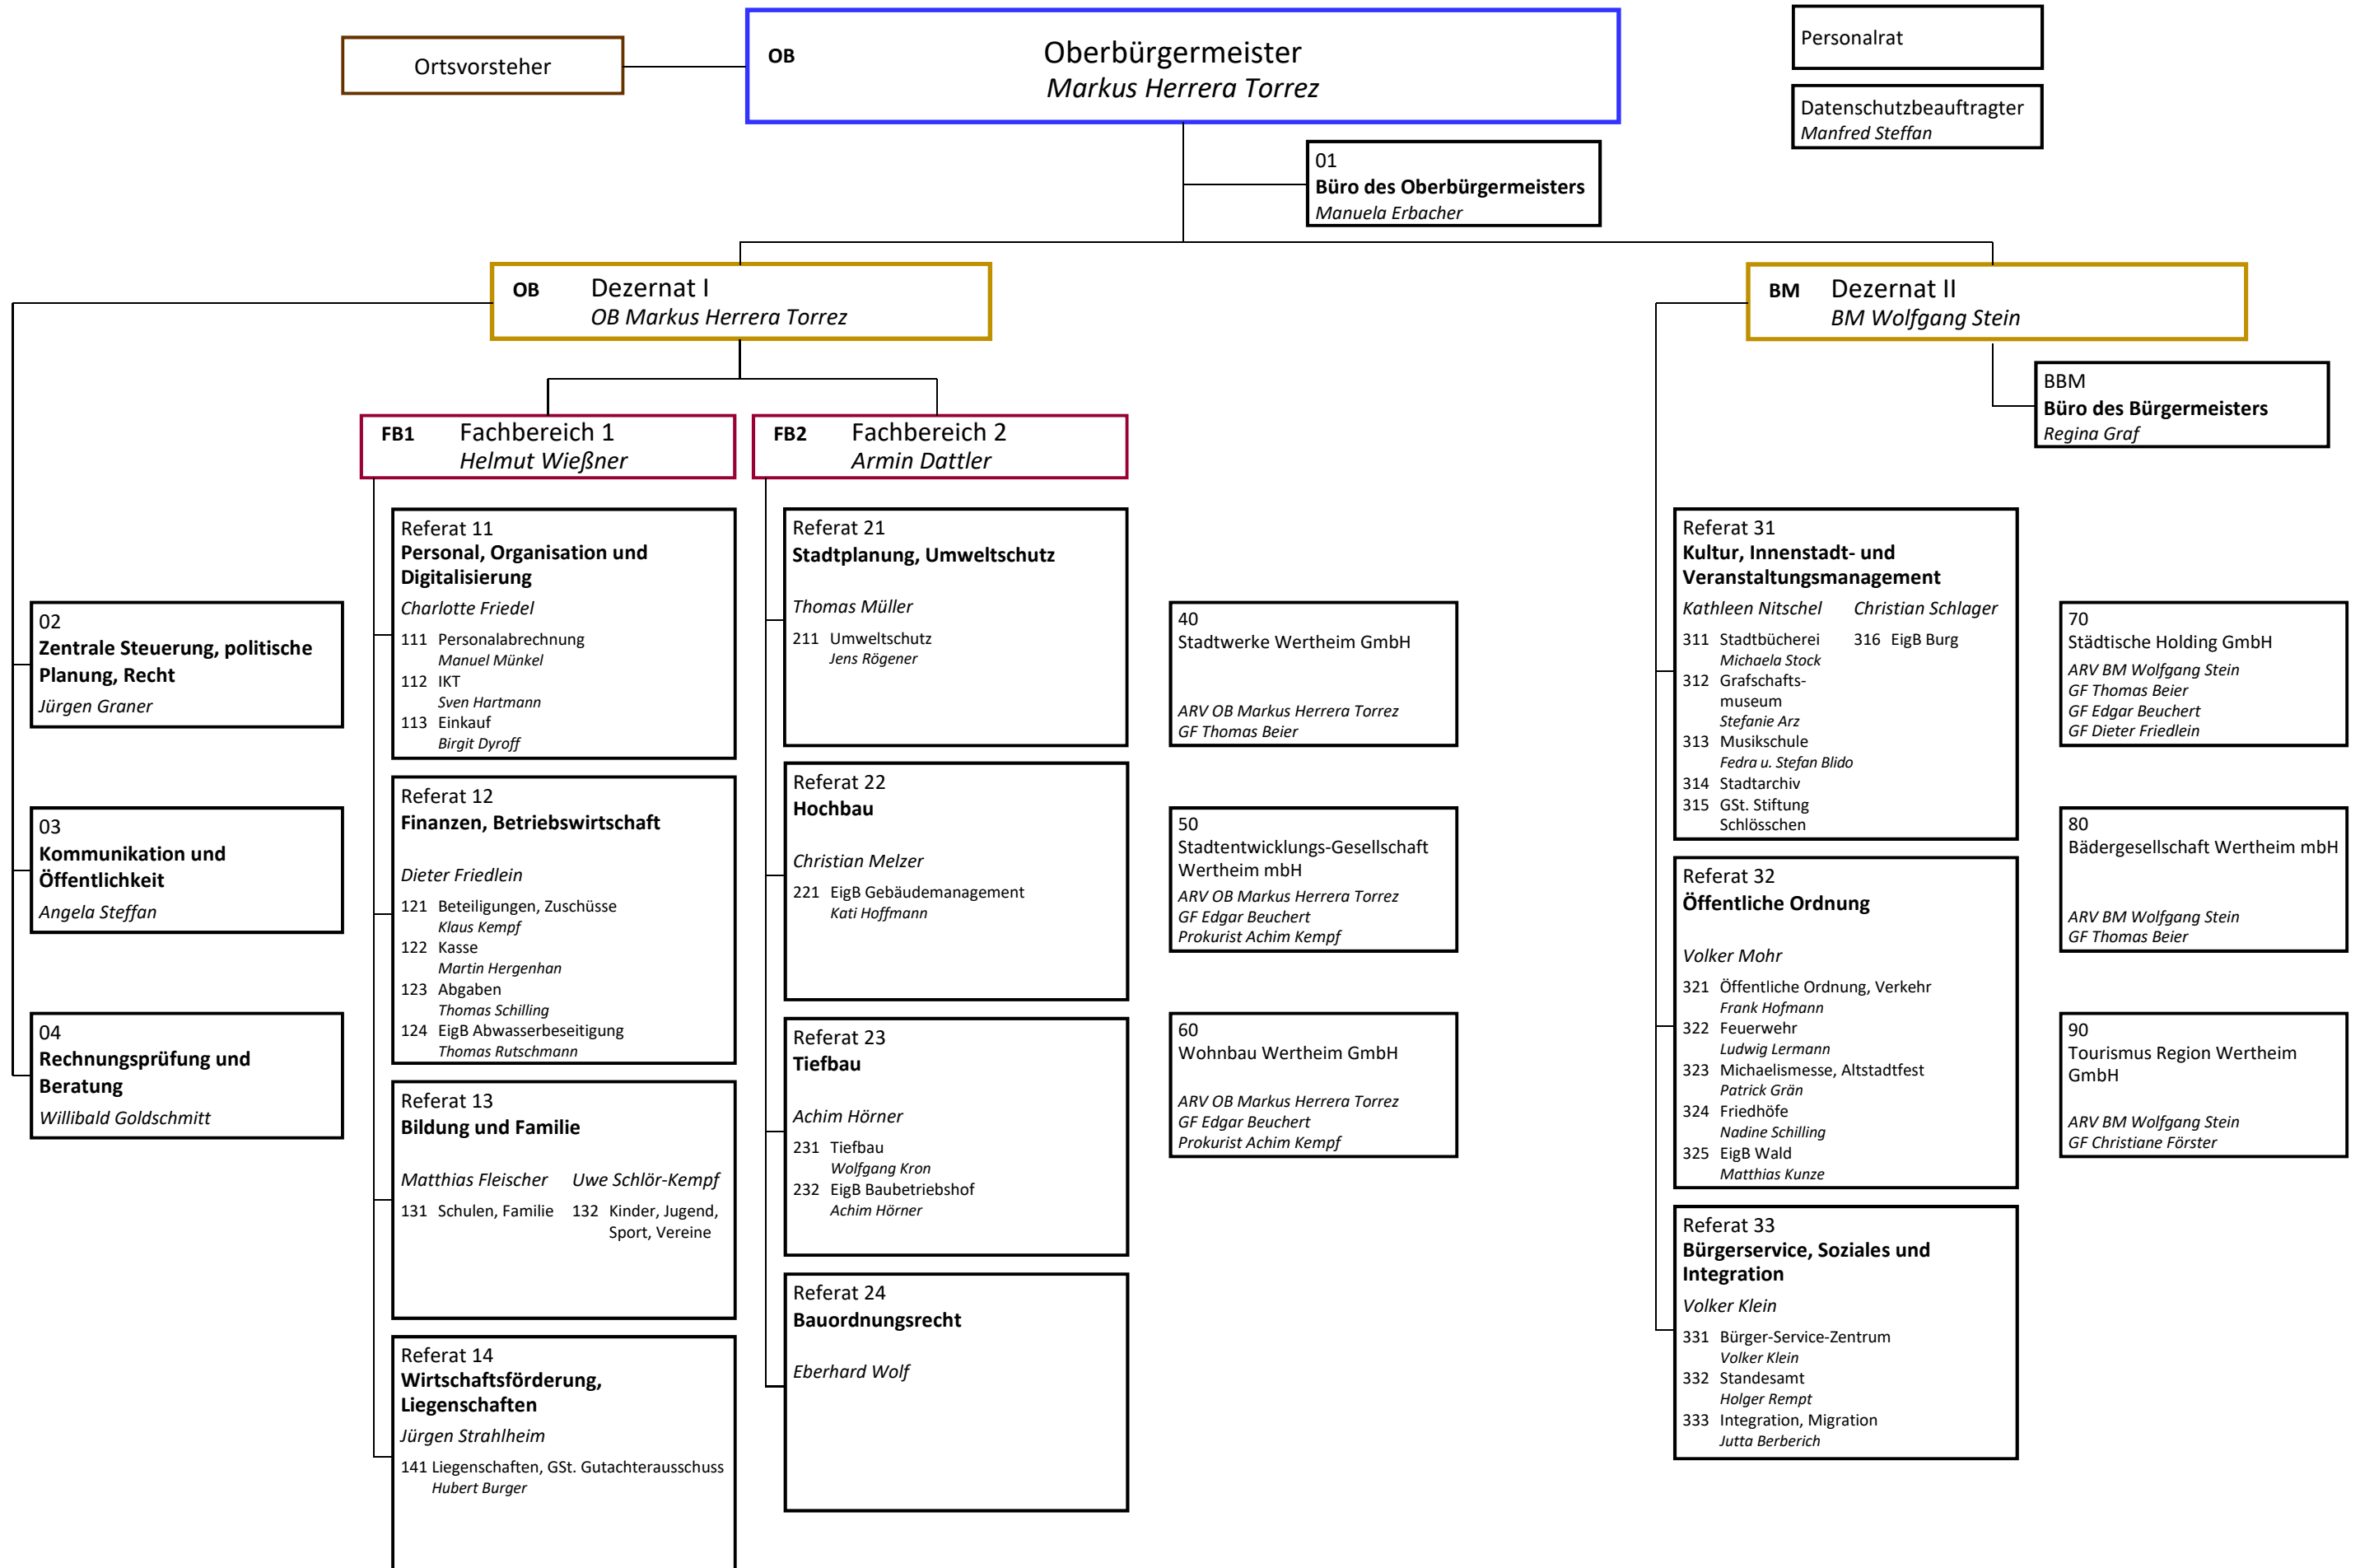 Ortsvorsteher
OB Oberbürgermeister
Markus Herrera Torrez
Personalrat
Datenschutzbeauftragter
Manfred Steffan
01
Büro des Oberbürgermeisters
Manuela Erbacher
OB Dezernat I
OB Markus Herrera Torrez
BM Dezernat II
BM Wolfgang Stein
BBM
Büro des Bürgermeisters
Regina Graf
FB1 Fachbereich 1
Helmut Wießner
FB2 Fachbereich 2
Armin Dattler
02
Zentrale Steuerung, politische
Planung, Recht
Jürgen Graner
03
Kommunikation und
Öffentlichkeit
Angela Steffan
04
Rechnungsprüfung und
Beratung
Willibald Goldschmitt
Referat 11
Personal, Organisation und
Digitalisierung
Charlotte Friedel
111 Personalabrechnung
Manuel Münkel
112 IKT
Sven Hartmann
113 Einkauf
Birgit Dyroff
Referat 12
Finanzen, Betriebswirtschaft
Dieter Friedlein
121 Beteiligungen, Zuschüsse
Klaus Kempf
122 Kasse
Martin Hergenhan
123 Abgaben
Thomas Schilling
124 EigB Abwasserbeseitigung
Thomas Rutschmann
Referat 13
Bildung und Familie
Matthias Fleischer Uwe Schlör-Kempf
131 Schulen, Familie 132 Kinder, Jugend,
Sport, Vereine
Referat 14
Wirtschaftsförderung,
Liegenschaften
Jürgen Strahlheim
141 Liegenschaften, GSt. Gutachterausschuss
Hubert Burger
Referat 21
Stadtplanung, Umweltschutz
Thomas Müller
211 Umweltschutz
Jens Rögener
Referat 22
Hochbau
Christian Melzer
221 EigB Gebäudemanagement
Kati Hoffmann
Referat 23
Tiefbau
Achim Hörner
231 Tiefbau
Wolfgang Kron
232 EigB Baubetriebshof
Achim Hörner
Referat 24
Bauordnungsrecht
Eberhard Wolf
40
Stadtwerke Wertheim GmbH
ARV OB Markus Herrera Torrez
GF Thomas Beier
50
Stadtentwicklungs-Gesellschaft
Wertheim mbH
ARV OB Markus Herrera Torrez
GF Edgar Beuchert
Prokurist Achim Kempf
60
Wohnbau Wertheim GmbH
ARV OB Markus Herrera Torrez
GF Edgar Beuchert
Prokurist Achim Kempf
Referat 31
Kultur, Innenstadt- und
Veranstaltungsmanagement
Kathleen Nitschel Christian Schlager
311 Stadtbücherei 316 EigB Burg
Michaela Stock
312 Grafschafts-
museum
Stefanie Arz
313 Musikschule
Fedra u. Stefan Blido
314 Stadtarchiv
315 GSt. Stiftung
Schlösschen
Referat 32
Öffentliche Ordnung
Volker Mohr
321 Öffentliche Ordnung, Verkehr
Frank Hofmann
322 Feuerwehr
Ludwig Lermann
323 Michaelismesse, Altstadtfest
Patrick Grän
324 Friedhöfe
Nadine Schilling
325 EigB Wald
Matthias Kunze
Referat 33
Bürgerservice, Soziales und
Integration
Volker Klein
331 Bürger-Service-Zentrum
Volker Klein
332 Standesamt
Holger Rempt
333 Integration, Migration
Jutta Berberich
70
Städtische Holding GmbH
ARV BM Wolfgang Stein
GF Thomas Beier
GF Edgar Beuchert
GF Dieter Friedlein
80
Bädergesellschaft Wertheim mbH
ARV BM Wolfgang Stein
GF Thomas Beier
90
Tourismus Region Wertheim
GmbH
ARV BM Wolfgang Stein
GF Christiane Förster